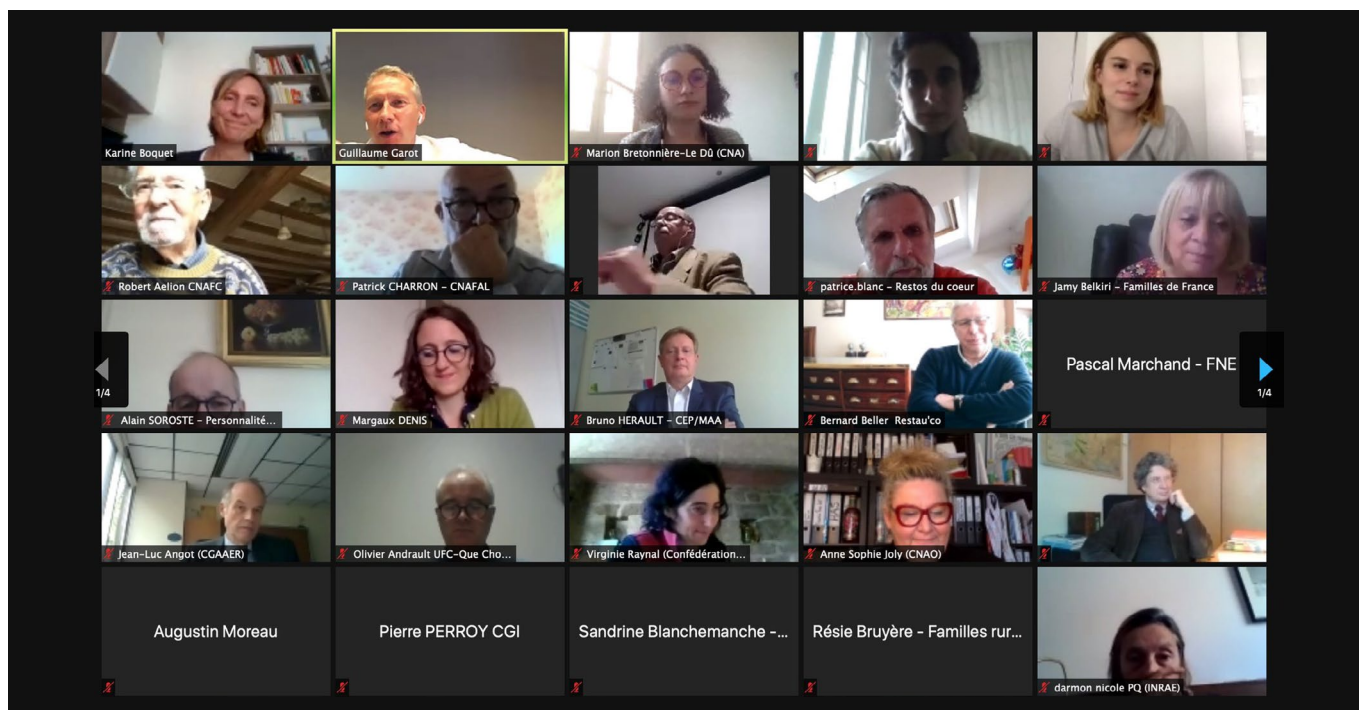 Karine Boquet
Guillaume Garot
Marion Bretonnière-Le Dû (CNA)
Robert Aelion CNAFC
Patrick CHARRON - CNAFAL
patrice.blanc - Restos du coeur
Jamy Belkiri - Familles de France
1/4
Alain SOROSTE - Personnalité...
Margaux DENIS
Bruno HERAULT - CEP/MAA
Bernard Beller Restau'co
Pascal Marchand - FNE
1/4
Jean-Luc Angot (CGAAER)
Olivier Andrault UFC-Que Cho...
Virginie Raynal (Confédération...
Anne Sophie Joly (CNAO)
Augustin Moreau
Pierre PERROY CGI
Sandrine Blanchemanche -...
Résie Bruyère - Familles rur...
darmon nicole PQ (INRAE)